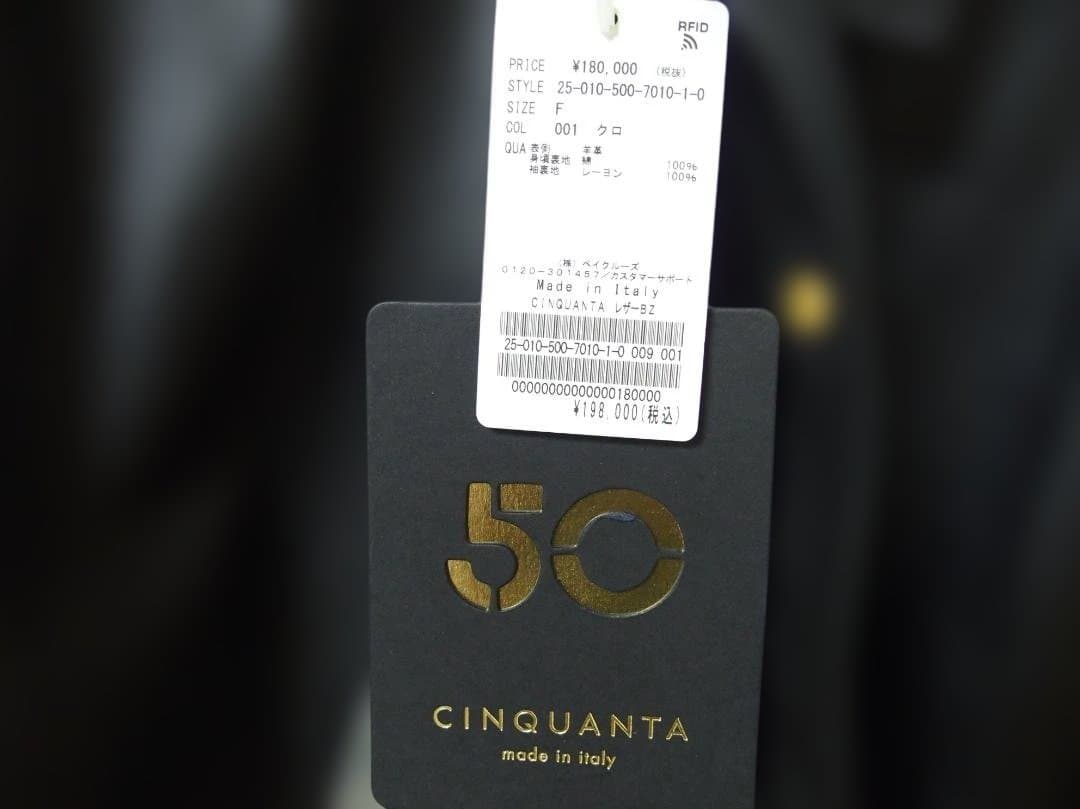 RFID
PRICE ¥180,000 (税抜)
STYLE 25-010-500-7010-1-0
SIZE F
COL 001 クロ
QUA 表側 羊革
身頃裏地 綿 100%
袖裏地 レーヨン 100%
(株) ベイクルーズ
0120-301457/カスタマーサポート
Made in Italy
CINQUANTA レザーBZ
25-010-500-7010-1-0 009 001
00000000000000180000
¥198,000(税込)
50
CINQUANTA
made in italy